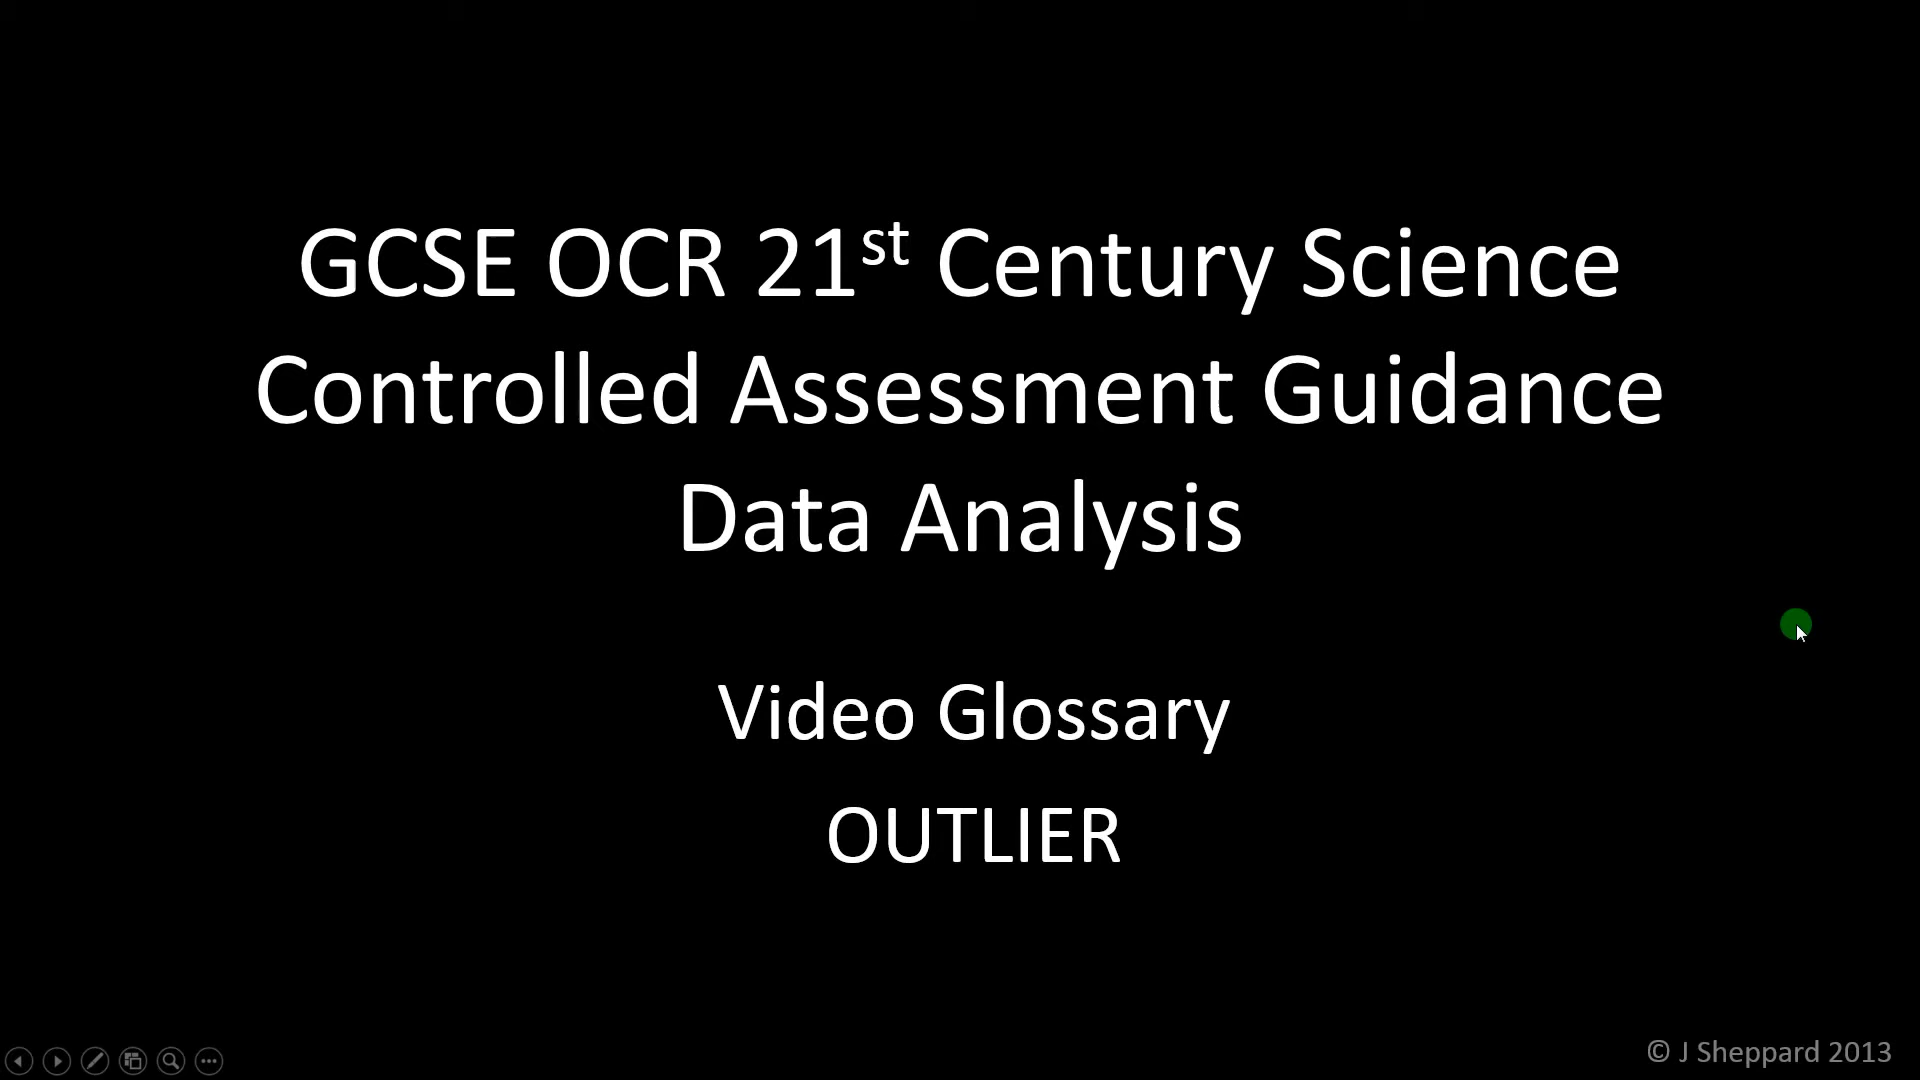 GCSE OCR 21st Century Science
Controlled Assessment Guidance
Data Analysis
Video Glossary
OUTLIER
© J Sheppard 2013